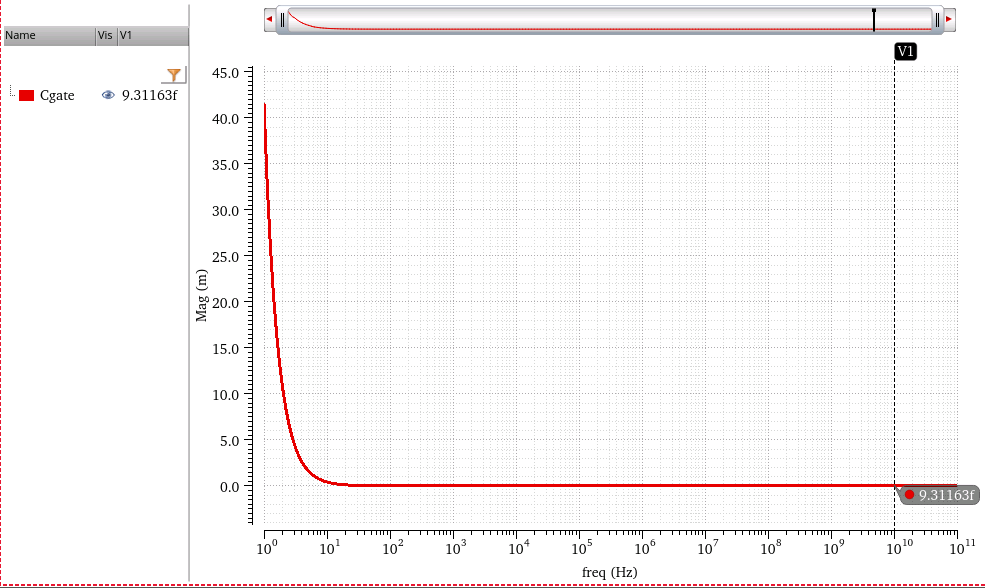 Name Vis V1
Cgate 9.31163f
V1
45.0
40.0
35.0
30.0
25.0
20.0
15.0
10.0
5.0
0.0
Mag (m)
9.31163f
10⁰ 10¹ 10² 10³ 10⁴ 10⁵ 10⁶ 10⁷ 10⁸ 10⁹ 10¹⁰ 10¹¹
freq (Hz)